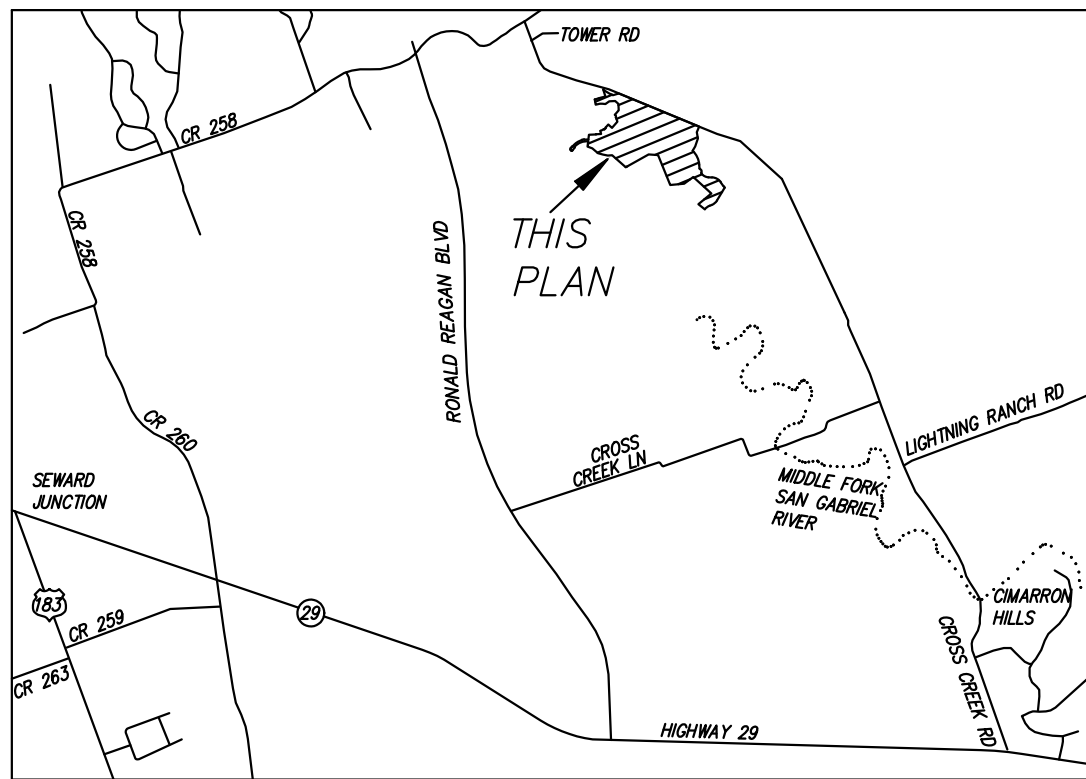 TOWER RD
CR 258
THIS
PLAN
CR 258
RONALD REAGAN BLVD
CR 260
CROSS
CREEK LN
LIGHTNING RANCH RD
SEWARD
JUNCTION
MIDDLE FORK
SAN GABRIEL
RIVER
183
CR 259
29
CIMARRON
HILLS
CR 263
CROSS CREEK RD
HIGHWAY 29